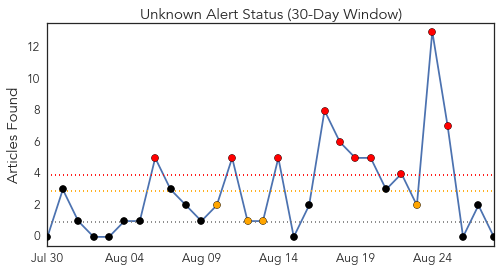 Unknown Alert Status (30-Day Window)
Articles Found
12
10
8
6
4
2
0
Jul 30 Aug 04 Aug 09 Aug 14 Aug 19 Aug 24